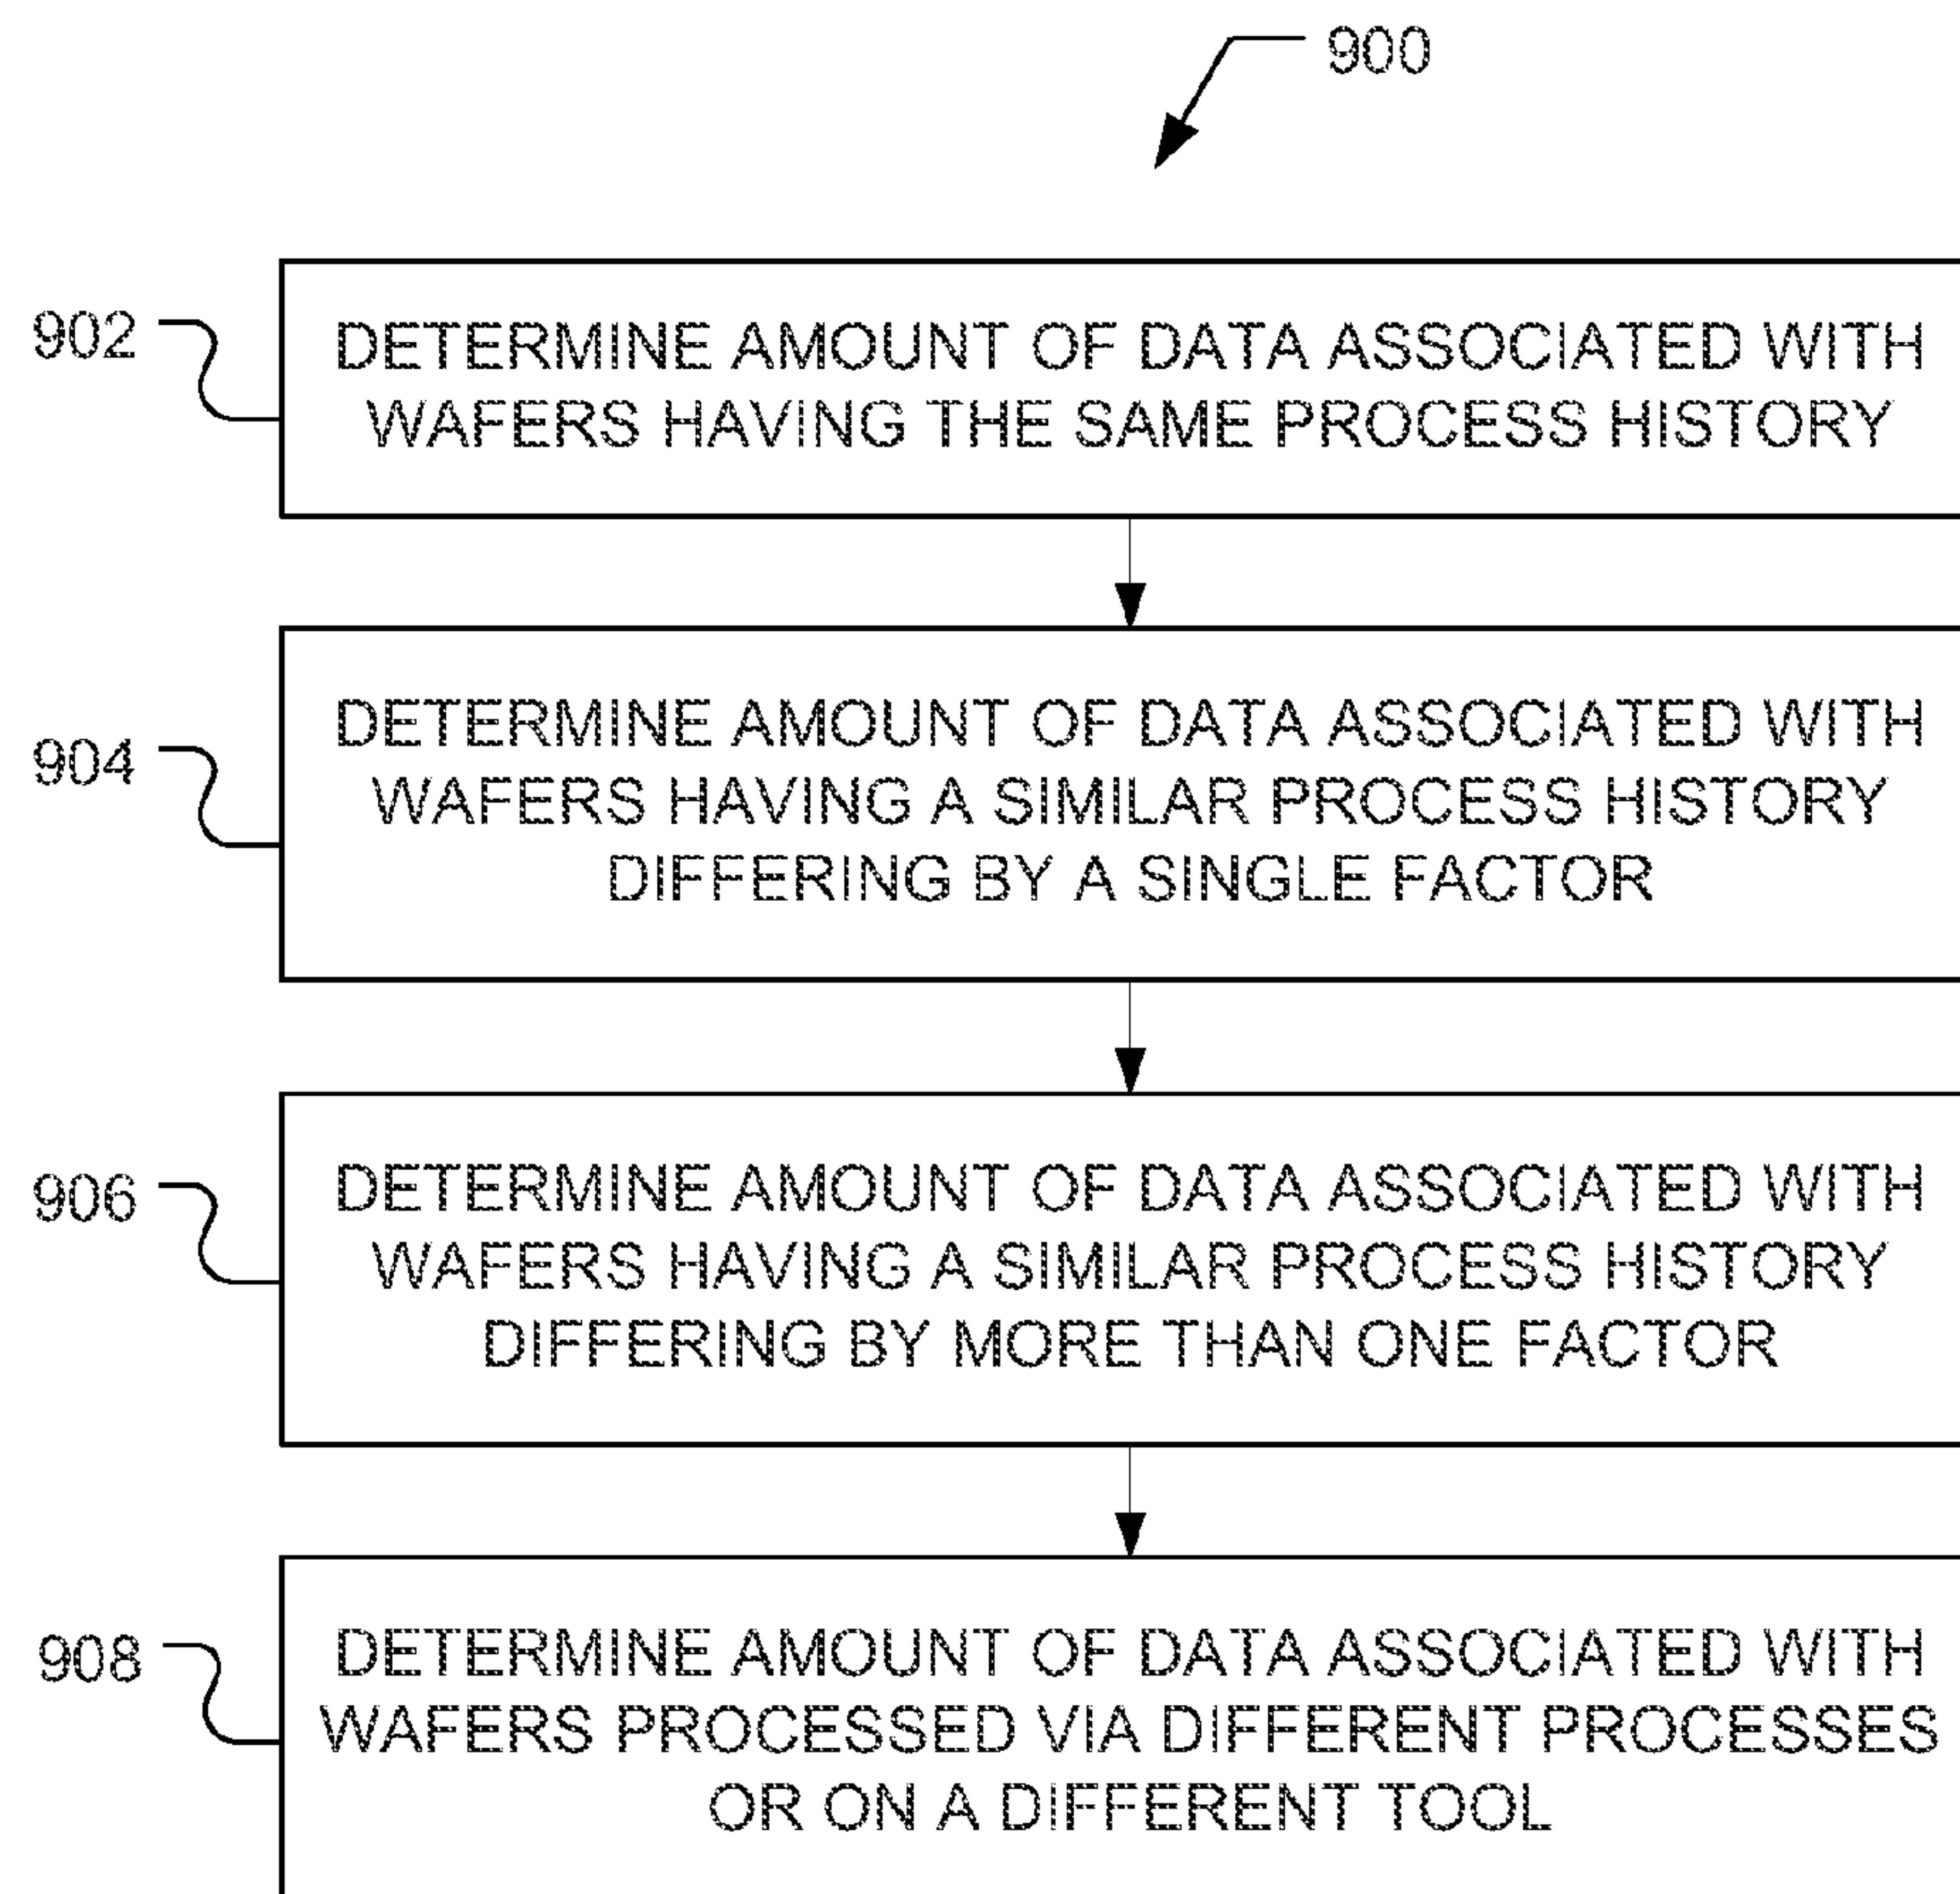 900
902
DETERMINE AMOUNT OF DATA ASSOCIATED WITH
WAFERS HAVING THE SAME PROCESS HISTORY
904
DETERMINE AMOUNT OF DATA ASSOCIATED WITH
WAFERS HAVING A SIMILAR PROCESS HISTORY
DIFFERING BY A SINGLE FACTOR
906
DETERMINE AMOUNT OF DATA ASSOCIATED WITH
WAFERS HAVING A SIMILAR PROCESS HISTORY
DIFFERING BY MORE THAN ONE FACTOR
908
DETERMINE AMOUNT OF DATA ASSOCIATED WITH
WAFERS PROCESSED VIA DIFFERENT PROCESSES
OR ON A DIFFERENT TOOL